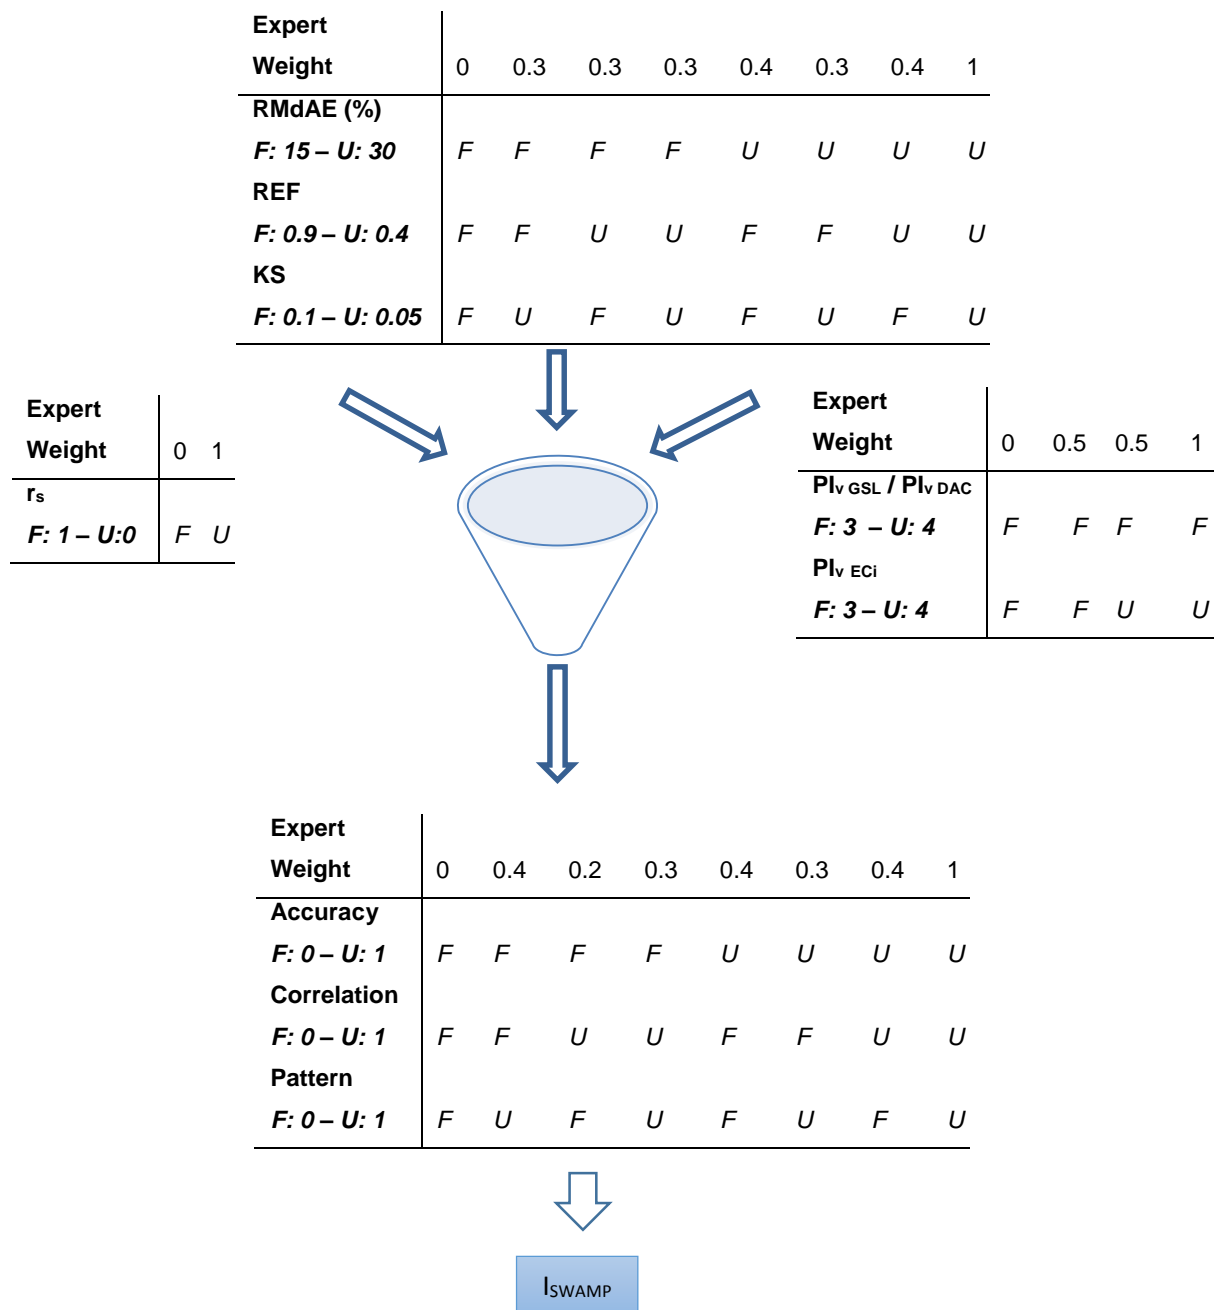 Expert
Weight 0 0.3 0.3 0.3 0.4 0.3 0.4 1
RMdAE (%)
F: 15 – U: 30 F F F F U U U U
REF
F: 0.9 – U: 0.4 F F U U F F U U
KS
F: 0.1 – U: 0.05 F U F U F U F U
Expert
Weight 0 1
rs
F: 1 – U:0 F U
Expert
Weight 0 0.5 0.5 1
PIv GSL / PIv DAC
F: 3 – U: 4 F F F F
PIv ECi
F: 3 – U: 4 F F U U
Expert
Weight 0 0.4 0.2 0.3 0.4 0.3 0.4 1
Accuracy
F: 0 – U: 1 F F F F U U U U
Correlation
F: 0 – U: 1 F F U U F F U U
Pattern
F: 0 – U: 1 F U F U F U F U
ISWAMP